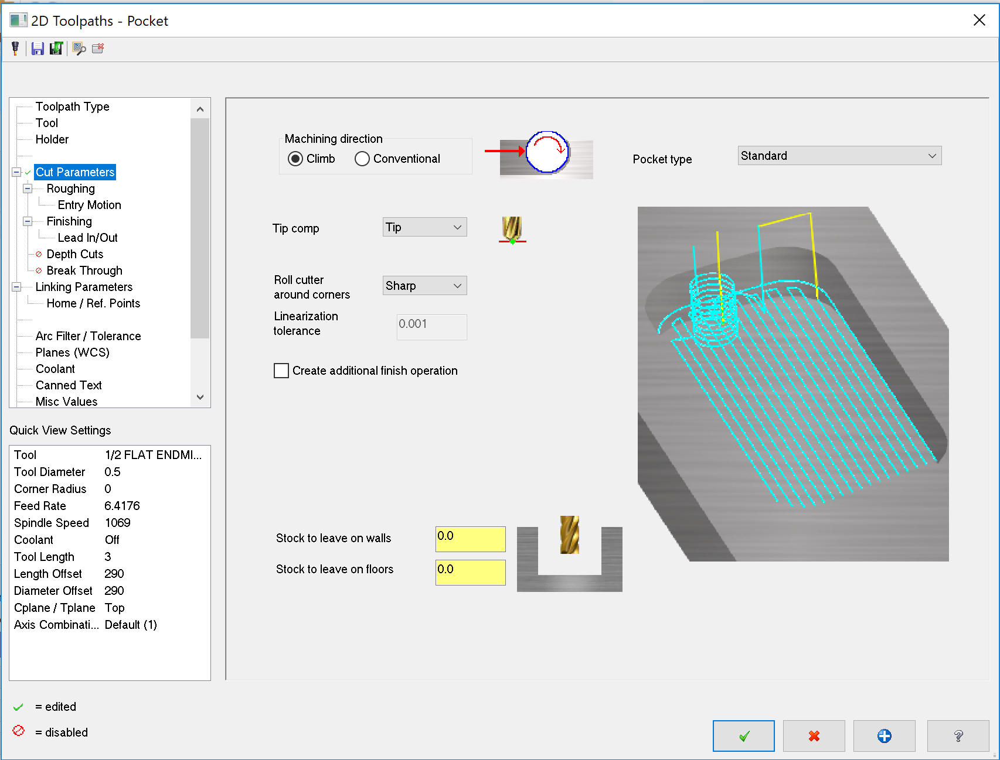 2D Toolpaths - Pocket
Toolpath Type
Tool
Holder
Cut Parameters
Roughing
Entry Motion
Finishing
Lead In/Out
Depth Cuts
Break Through
Linking Parameters
Home / Ref. Points
Arc Filter / Tolerance
Planes (WCS)
Coolant
Canned Text
Misc Values
Quick View Settings
Tool 1/2 FLAT ENDMI...
Tool Diameter 0.5
Corner Radius 0
Feed Rate 6.4176
Spindle Speed 1069
Coolant Off
Tool Length 3
Length Offset 290
Diameter Offset 290
Cplane / Tplane Top
Axis Combinati... Default (1)
= edited
= disabled
Machining direction
Climb Conventional
Pocket type Standard
Tip comp Tip
Roll cutter
around corners
Sharp
Linearization
tolerance
0.001
Create additional finish operation
Stock to leave on walls 0.0
Stock to leave on floors 0.0